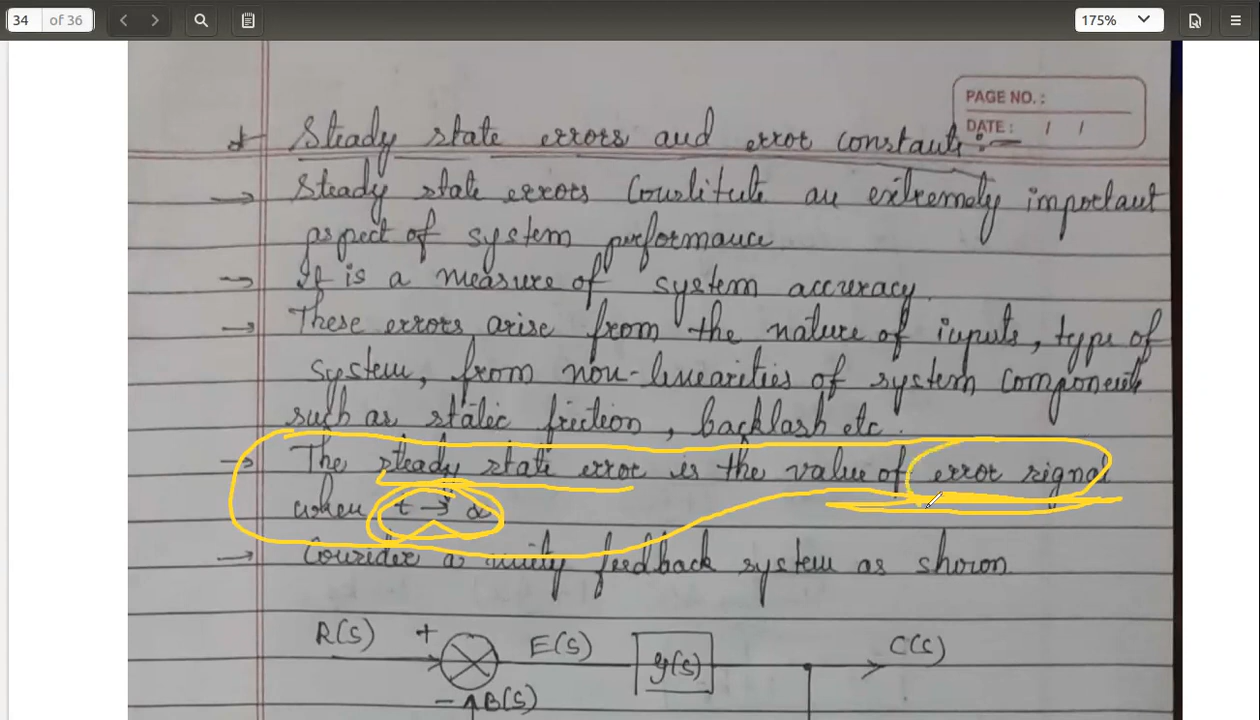 34 of 36
175%
PAGE NO. :
DATE : / /
* Steady state errors and error constants :-
→ Steady state errors Constitute an extremely important
aspect of system performance
→ It is a measure of system accuracy.
→ These errors arise from the nature of inputs, type of
system, from non-linearities of system components
such as static friction, backlash etc.
→ The steady state error is the value of error signal
when t → ∞
→ Consider a unity feedback system as shown
R(S) + E(S) G(S) C(S)
- B(S)